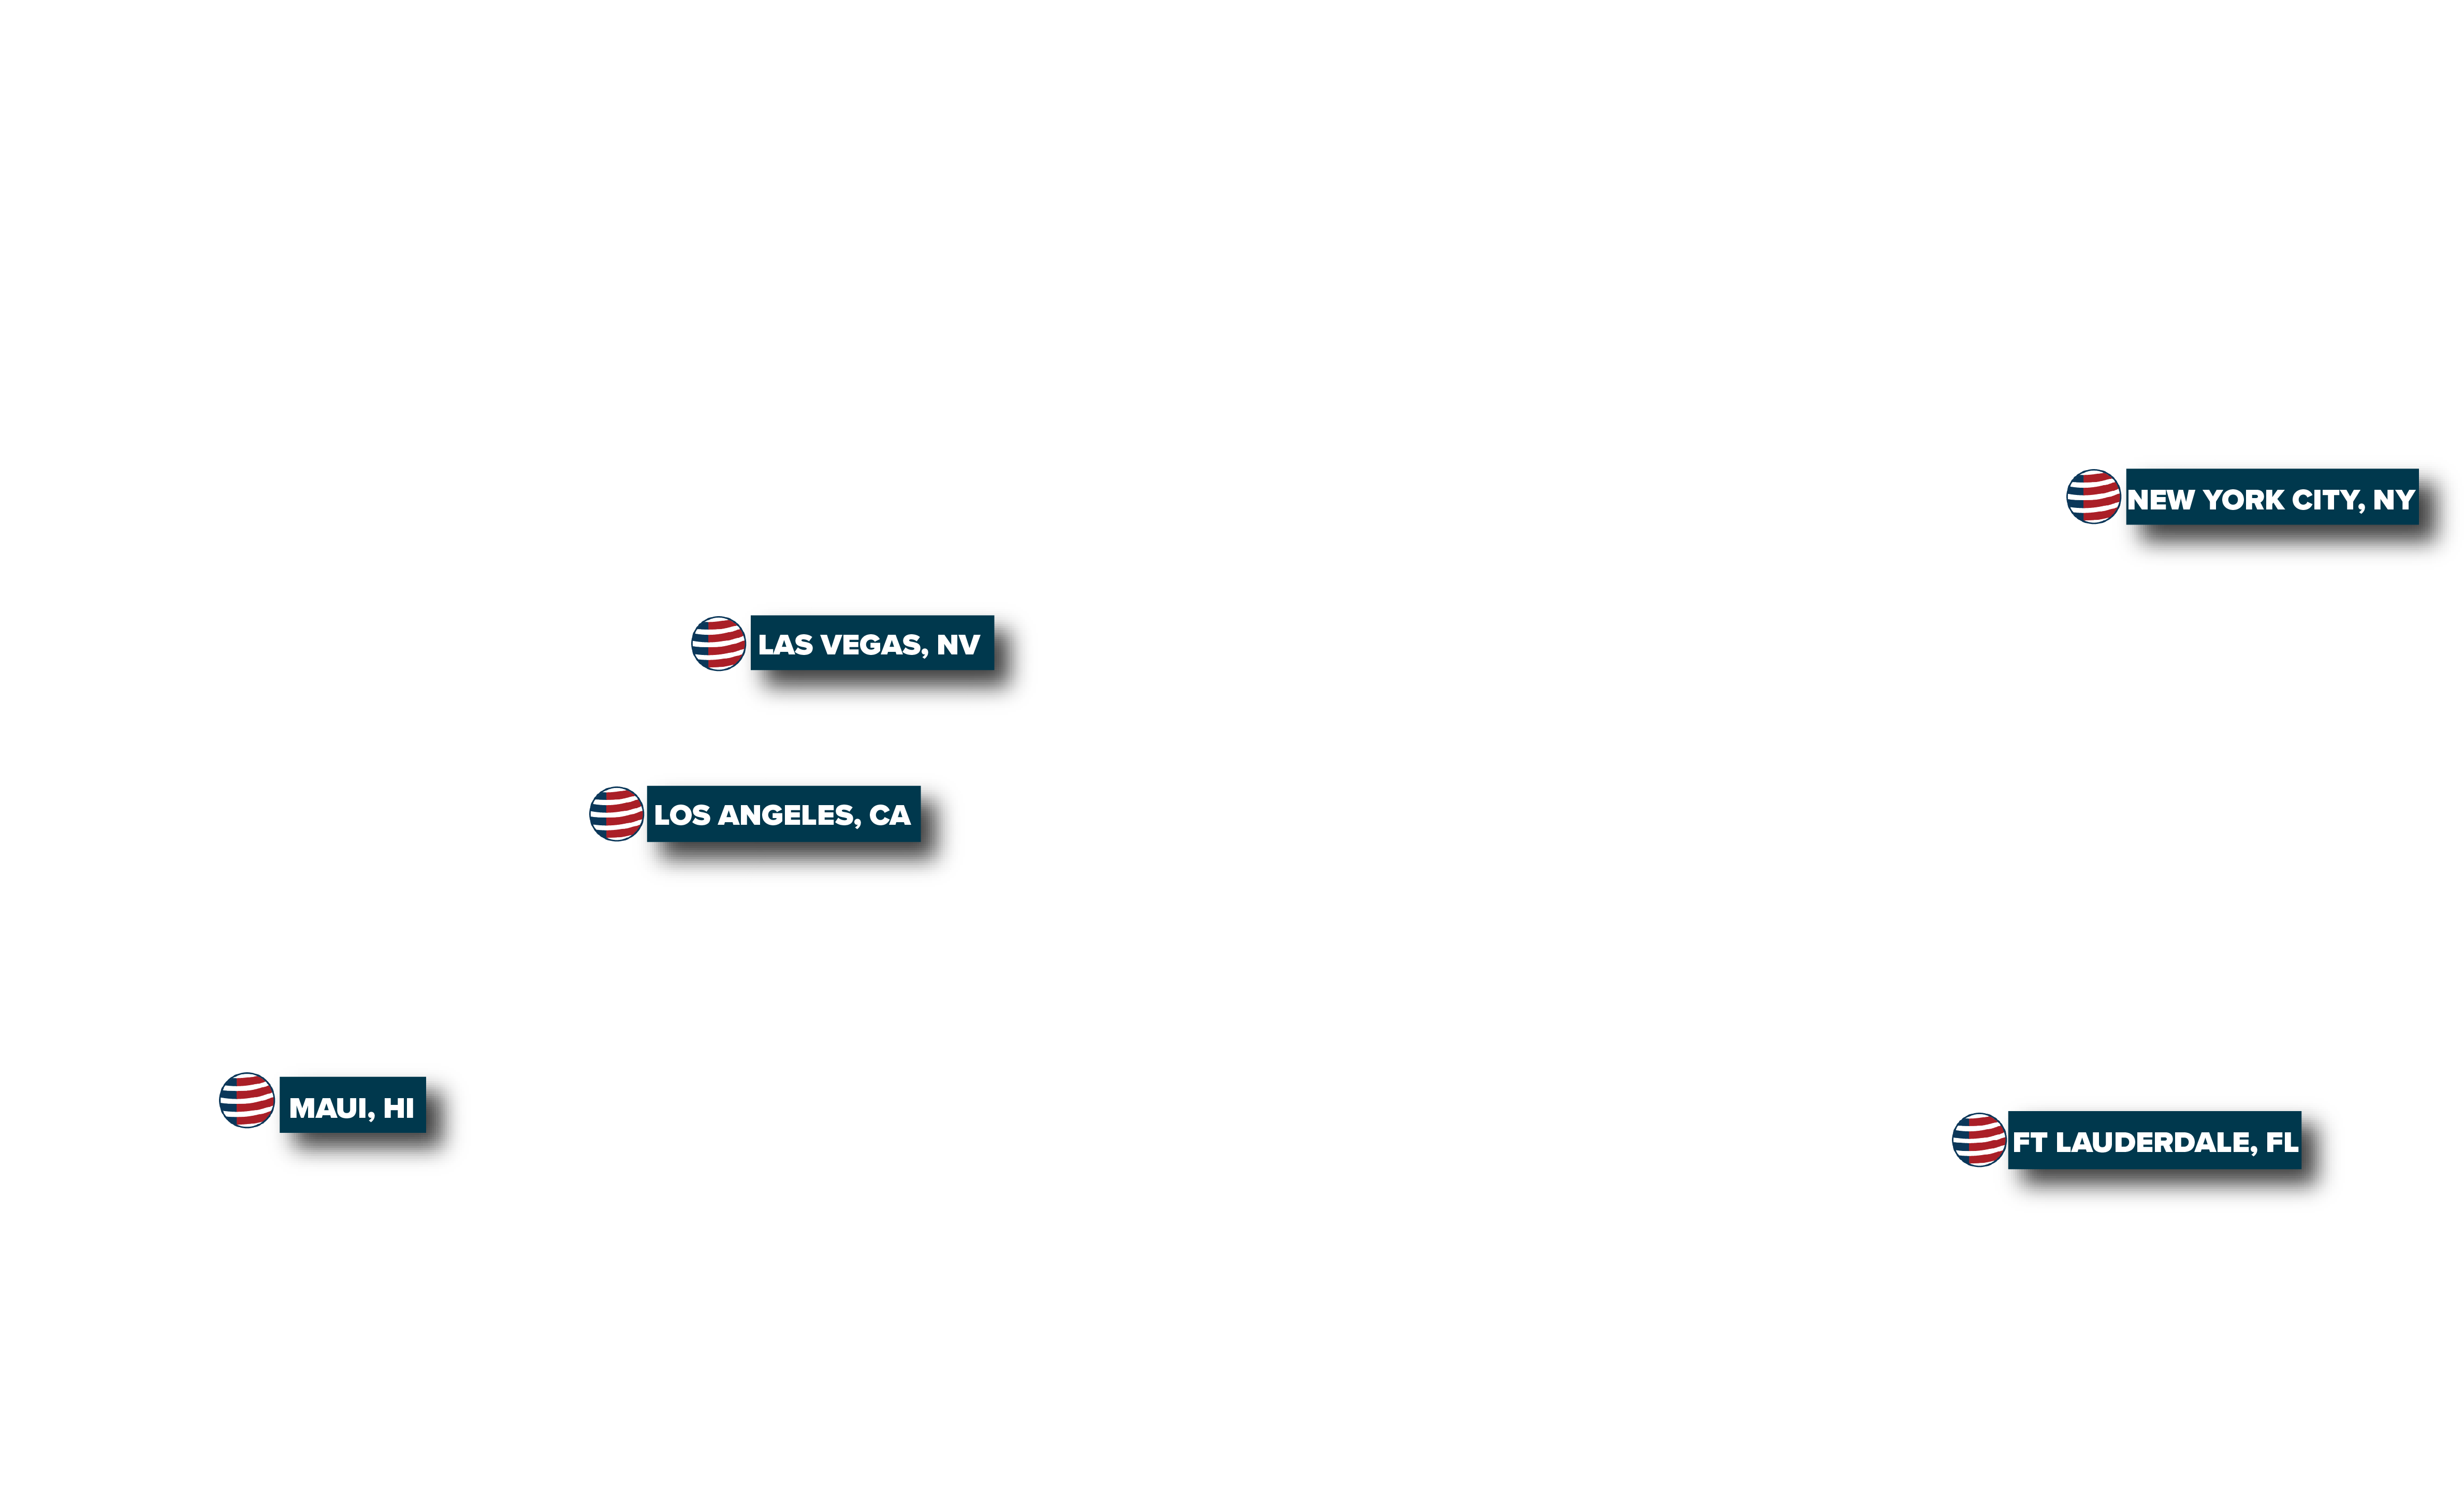 NEW YORK CITY, NY
LAS VEGAS, NV
LOS ANGELES, CA
MAUI, HI
FT LAUDERDALE, FL